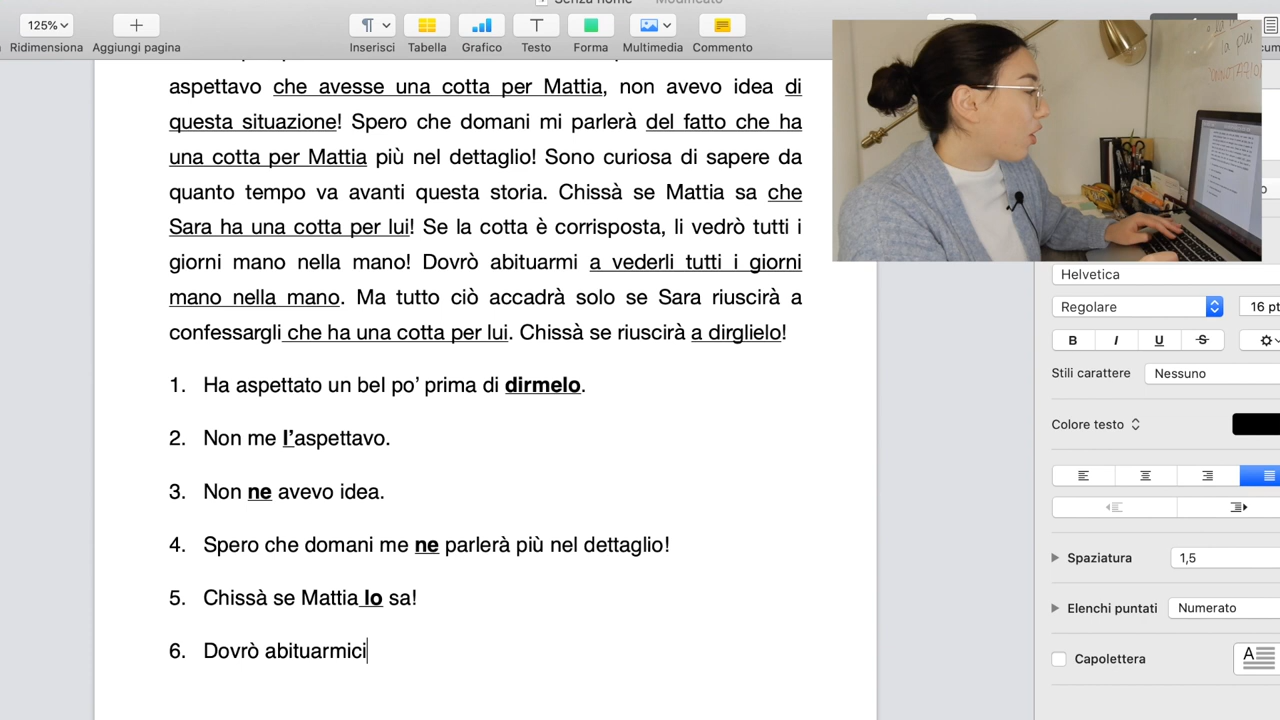 Senza nome Modificato
125%
Ridimensiona Aggiungi pagina Inserisci Tabella Grafico Testo Forma Multimedia Commento
aspettavo che avesse una cotta per Mattia, non avevo idea di
questa situazione! Spero che domani mi parlerà del fatto che ha
una cotta per Mattia più nel dettaglio! Sono curiosa di sapere da
quanto tempo va avanti questa storia. Chissà se Mattia sa che
Sara ha una cotta per lui! Se la cotta è corrisposta, li vedrò tutti i
giorni mano nella mano! Dovrò abituarmi a vederli tutti i giorni
mano nella mano. Ma tutto ciò accadrà solo se Sara riuscirà a
confessargli che ha una cotta per lui. Chissà se riuscirà a dirglielo!
1. Ha aspettato un bel po' prima di dirmelo.
2. Non me l'aspettavo.
3. Non ne avevo idea.
4. Spero che domani me ne parlerà più nel dettaglio!
5. Chissà se Mattia lo sa!
6. Dovrò abituarmici
Helvetica
Regolare 16 pt
B I U S
Stili carattere Nessuno
Colore testo
Spaziatura 1,5
Elenchi puntati Numerato
Capolettera A